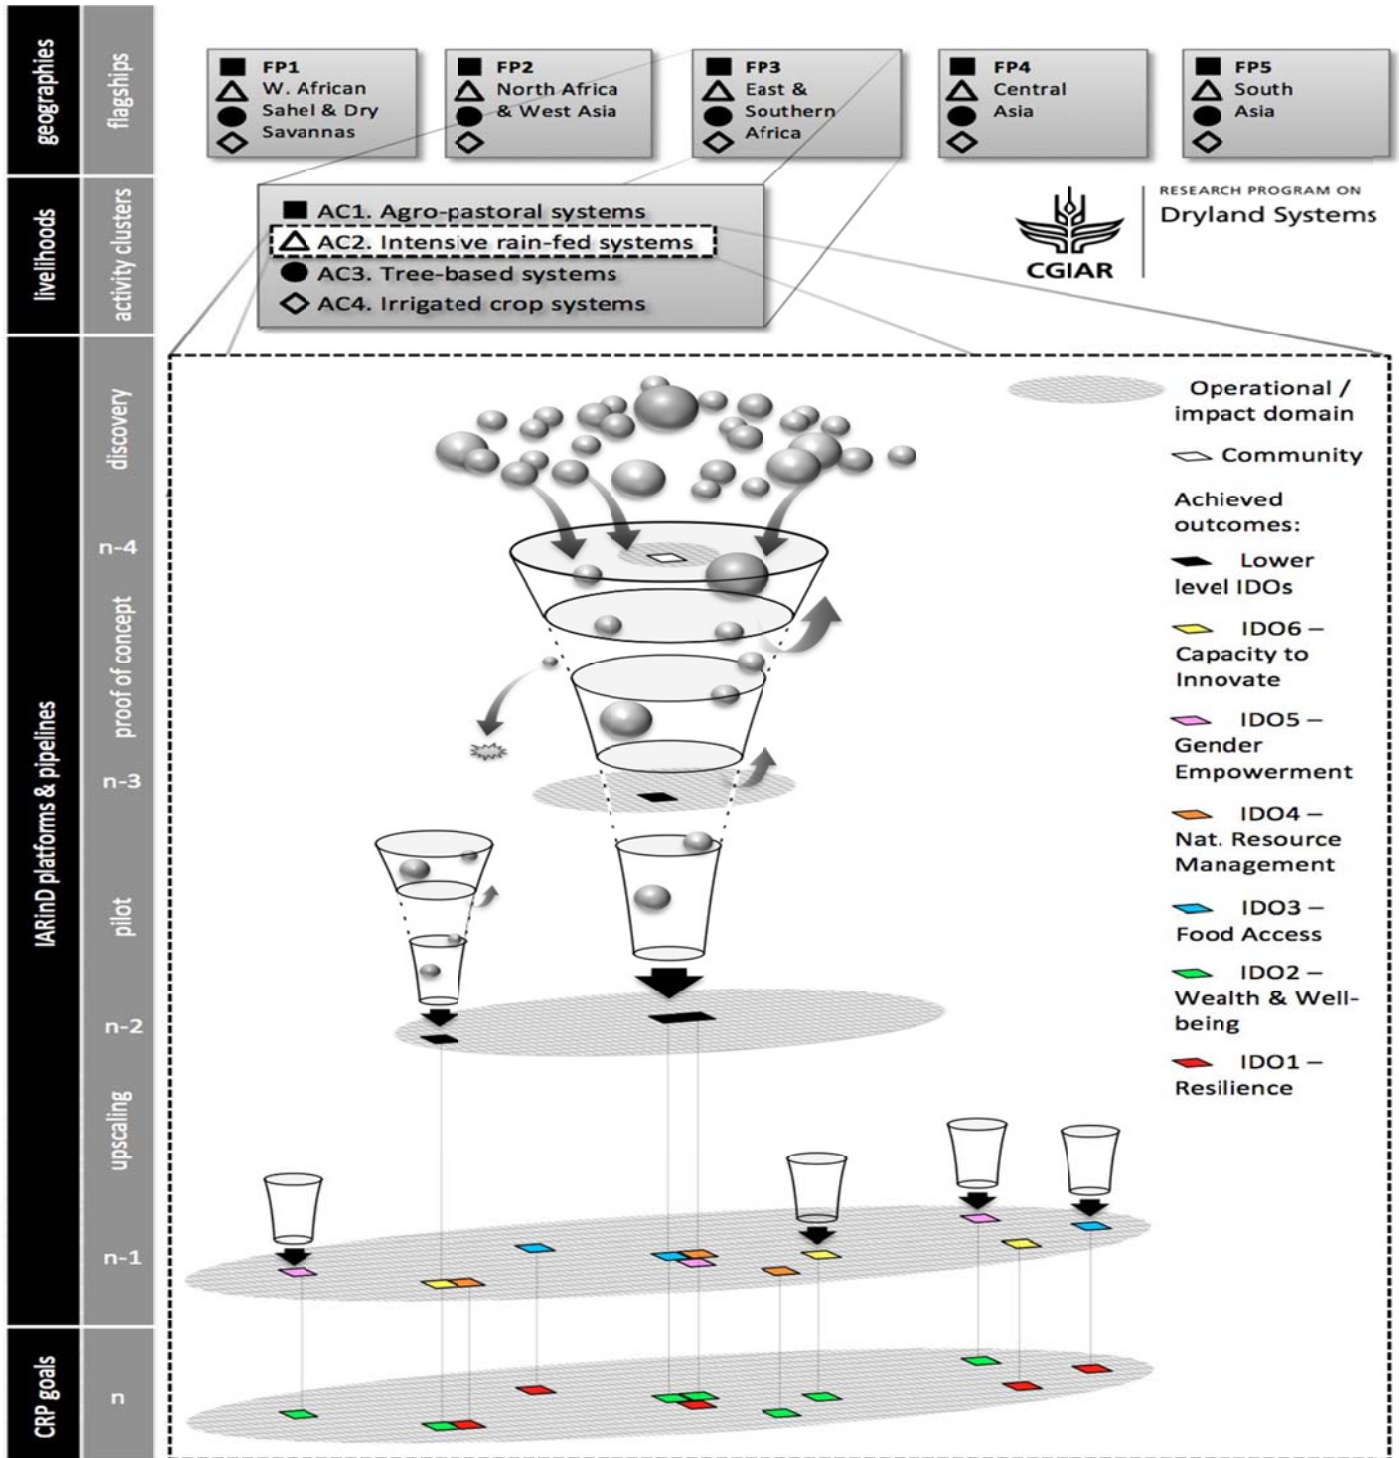 geographies
flagships
FP1
W. African
Sahel & Dry
Savannas
FP2
North Africa
& West Asia
FP3
East &
Southern
Africa
FP4
Central
Asia
FP5
South
Asia
livelihoods
activity clusters
AC1. Agro-pastoral systems
AC2. Intensive rain-fed systems
AC3. Tree-based systems
AC4. Irrigated crop systems
CGIAR
RESEARCH PROGRAM ON
Dryland Systems
IARinD platforms & pipelines
discovery
n-4
proof of concept
n-3
pilot
n-2
upscaling
n-1
Operational /
impact domain
Community
Achieved
outcomes:
Lower
level IDOs
IDO6 –
Capacity to
Innovate
IDO5 –
Gender
Empowerment
IDO4 –
Nat. Resource
Management
IDO3 –
Food Access
IDO2 –
Wealth & Well-
being
IDO1 –
Resilience
CRP goals
n